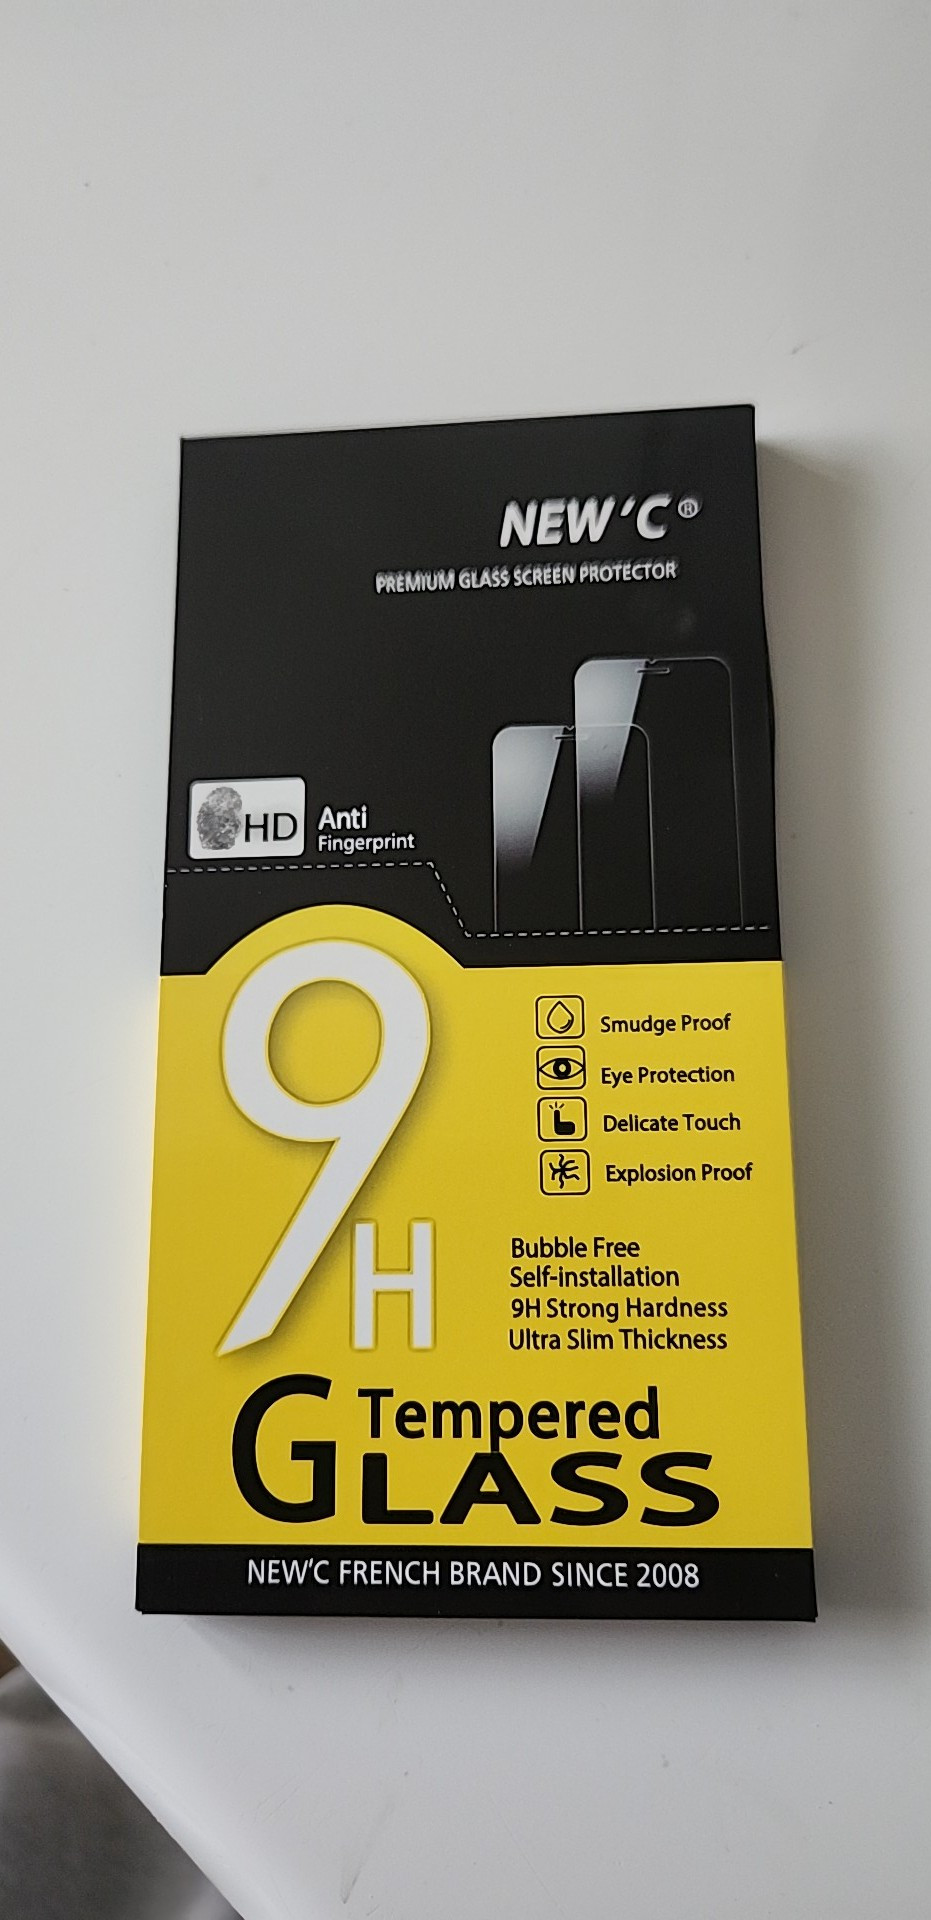 NEW'C®
PREMIUM GLASS SCREEN PROTECTOR
HD
Anti
Fingerprint
9H
Smudge Proof
Eye Protection
Delicate Touch
Explosion Proof
Bubble Free
Self-installation
9H Strong Hardness
Ultra Slim Thickness
Tempered
GLASS
NEW'C FRENCH BRAND SINCE 2008